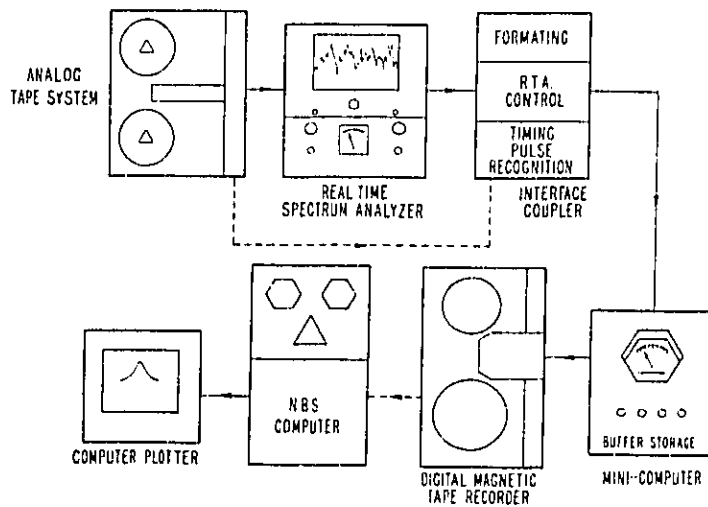 ANALOG
TAPE SYSTEM
REAL TIME
SPECTRUM ANALYZER
FORMATING
R.T.A.
CONTROL
TIMING
PULSE
RECOGNITION
INTERFACE
COUPLER
BUFFER STORAGE
MINI-COMPUTER
DIGITAL MAGNETIC
TAPE RECORDER
NBS
COMPUTER
COMPUTER PLOTTER